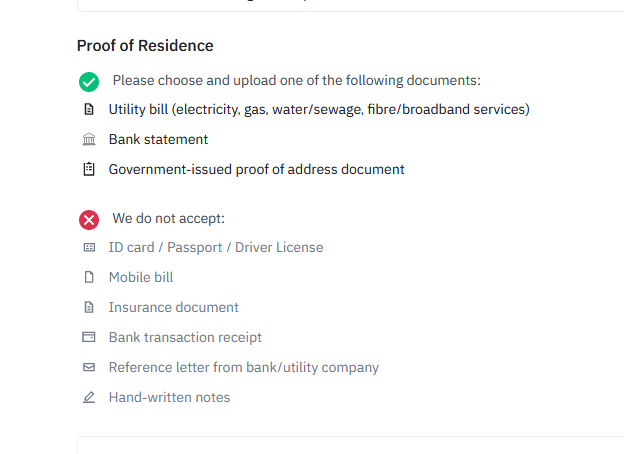 Proof of Residence
Please choose and upload one of the following documents:
Utility bill (electricity, gas, water/sewage, fibre/broadband services)
Bank statement
Government-issued proof of address document
We do not accept:
ID card / Passport / Driver License
Mobile bill
Insurance document
Bank transaction receipt
Reference letter from bank/utility company
Hand-written notes